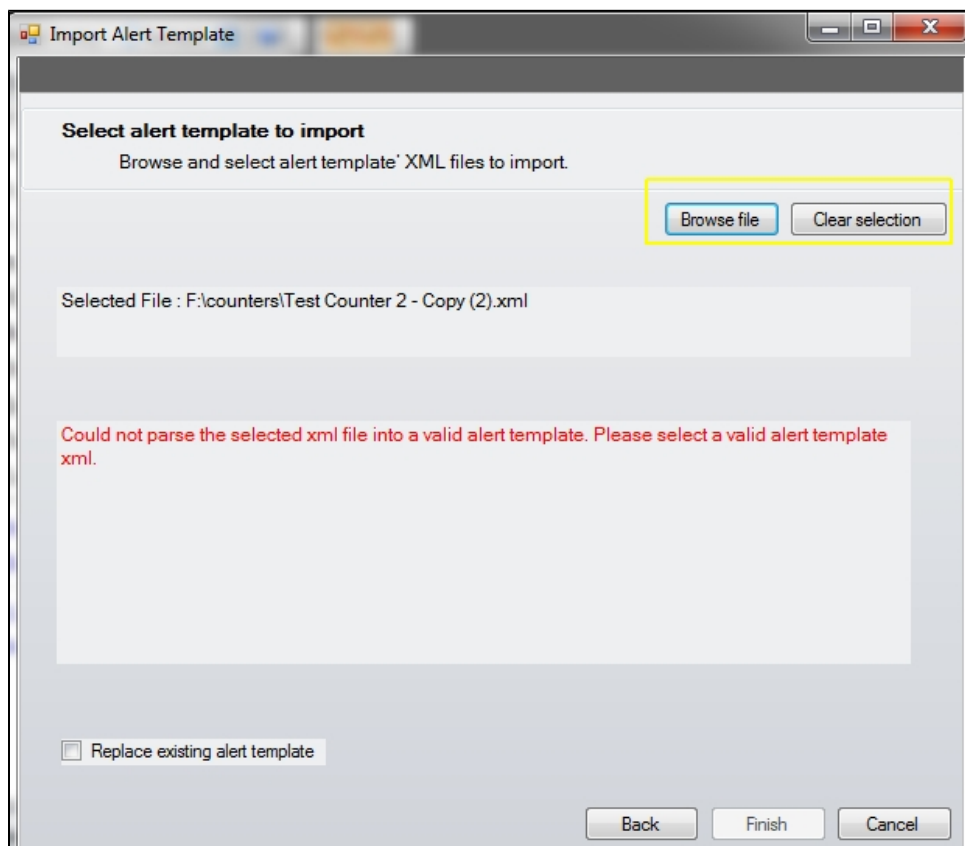 Import Alert Template
Select alert template to import
Browse and select alert template' XML files to import.
Browse file
Clear selection
Selected File : F:\counters\Test Counter 2 - Copy (2).xml
Could not parse the selected xml file into a valid alert template. Please select a valid alert template
xml.
Replace existing alert template
Back
Finish
Cancel